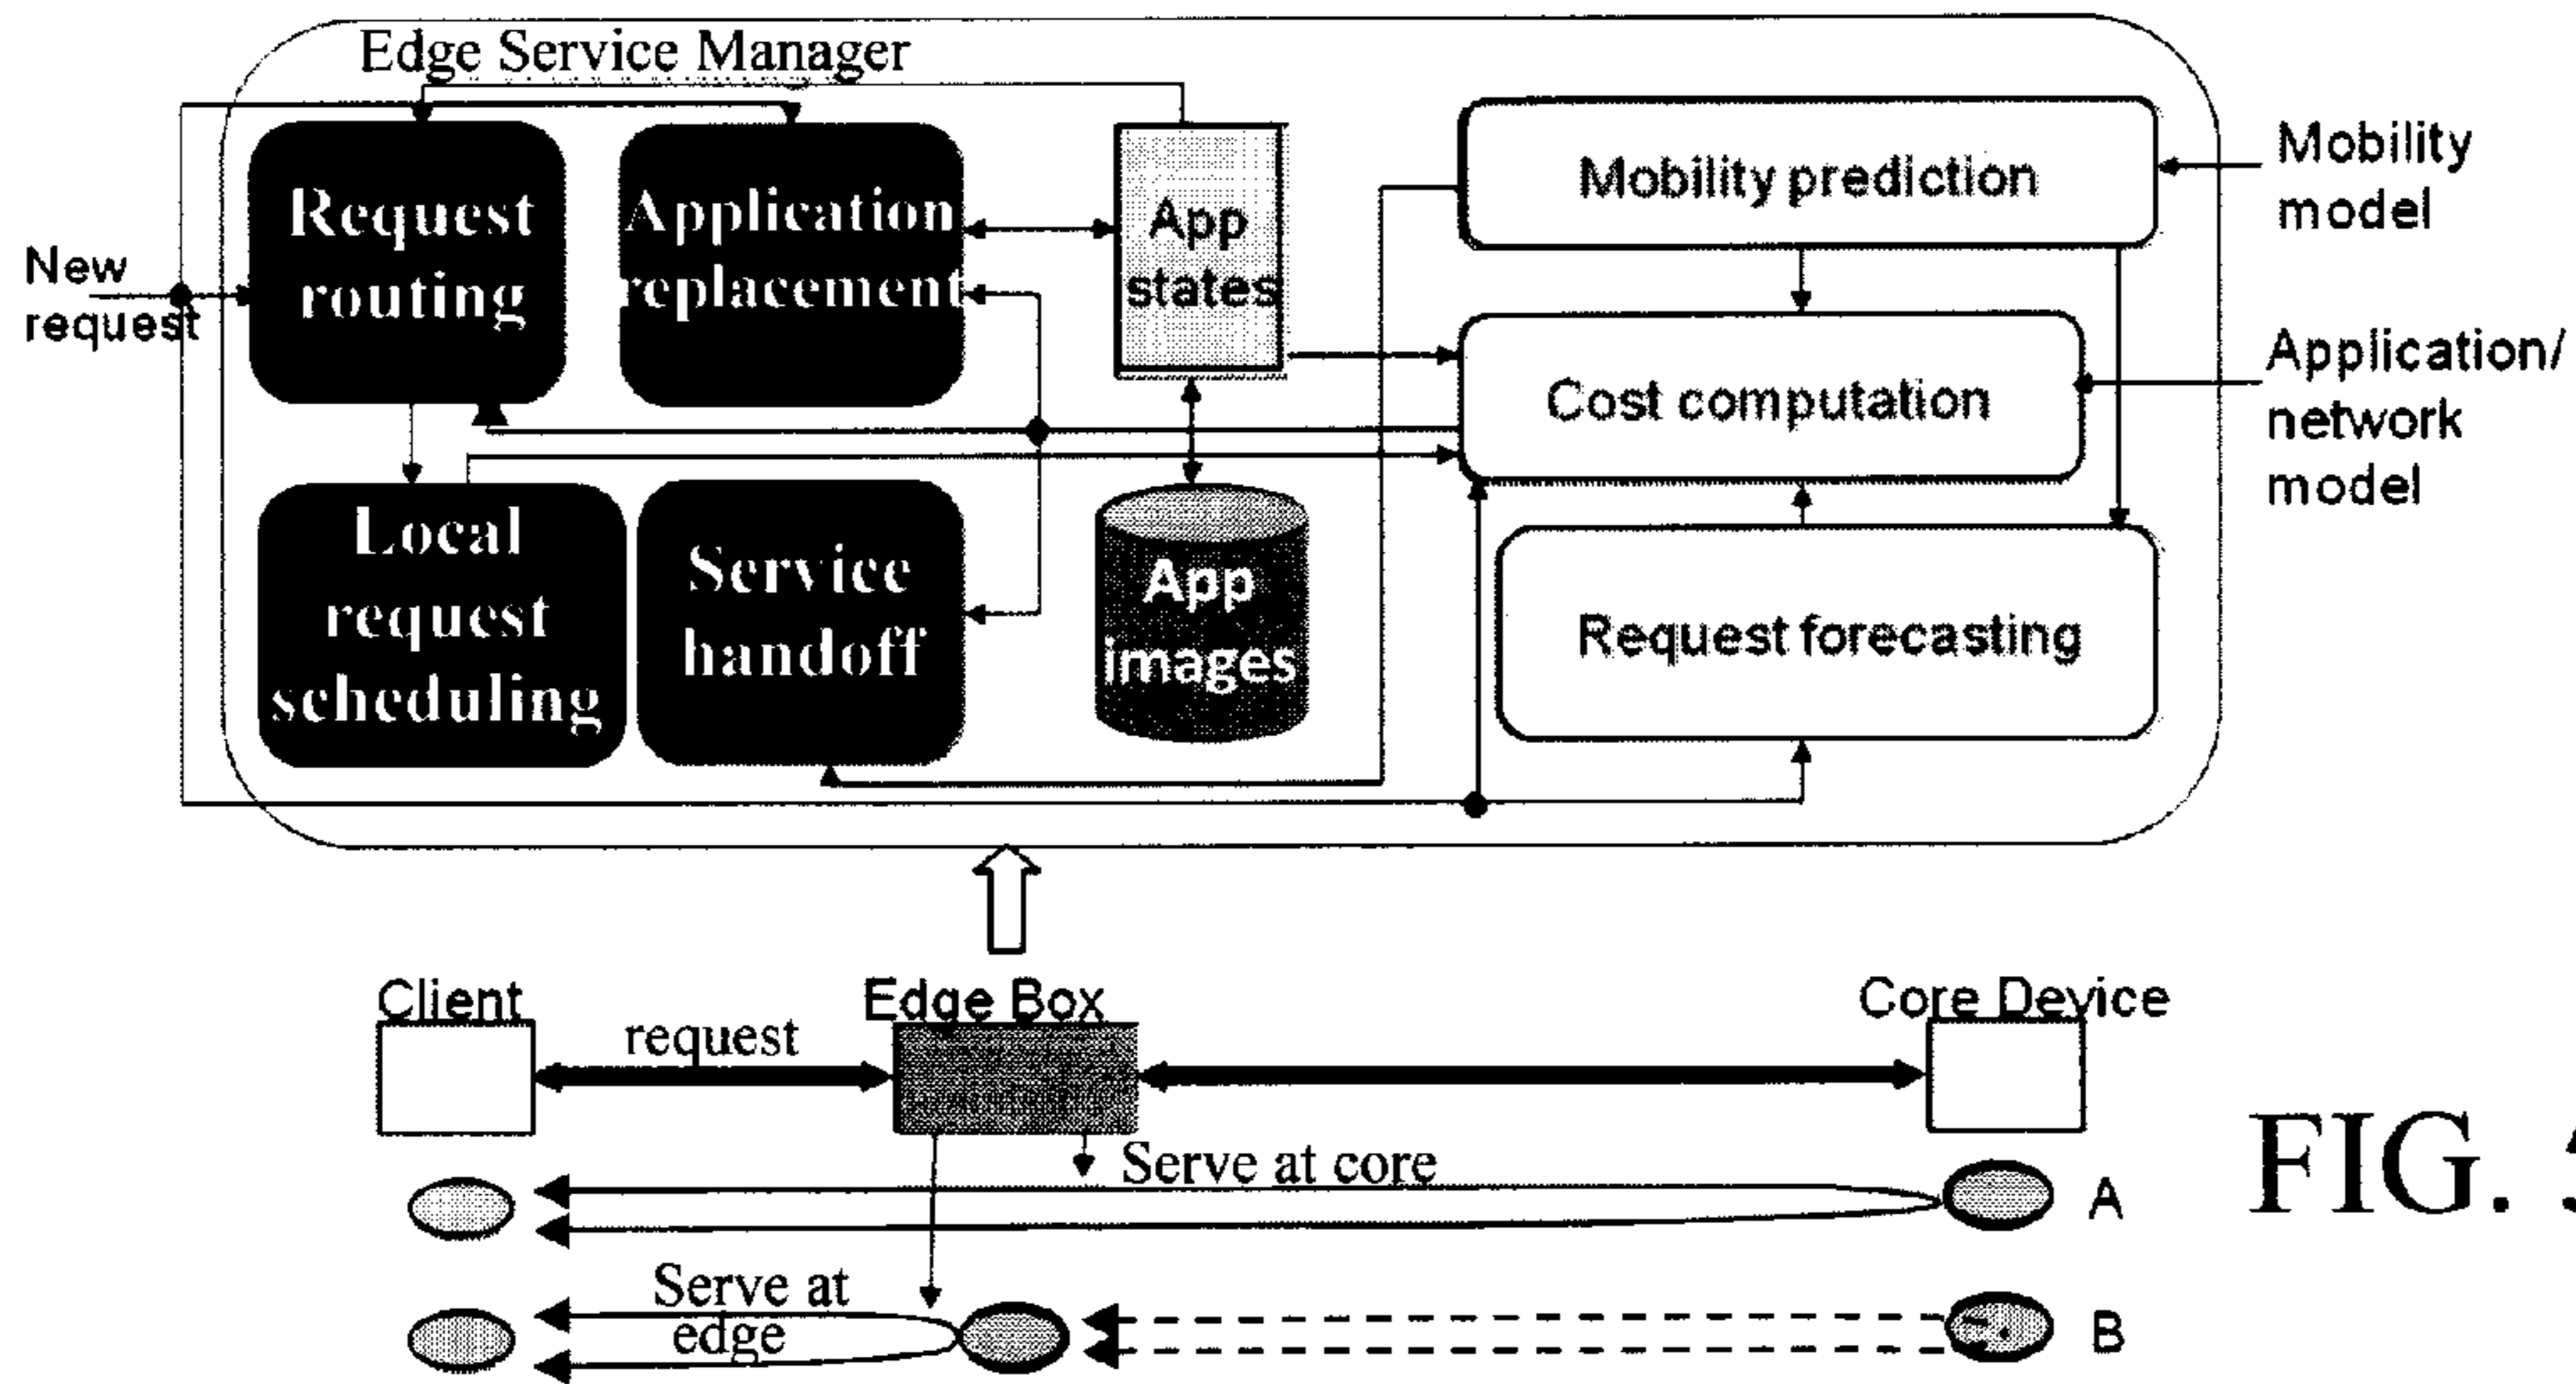 Edge Service Manager
New
request
Request
routing
Application
replacement
App
states
Mobility prediction
Mobility
model
Cost computation
Application/
network
model
Local
request
scheduling
Service
handoff
App
images
Request forecasting
Client
request
Edge Box
Core Device
Serve at core
A
Serve at
edge
B
FIG.